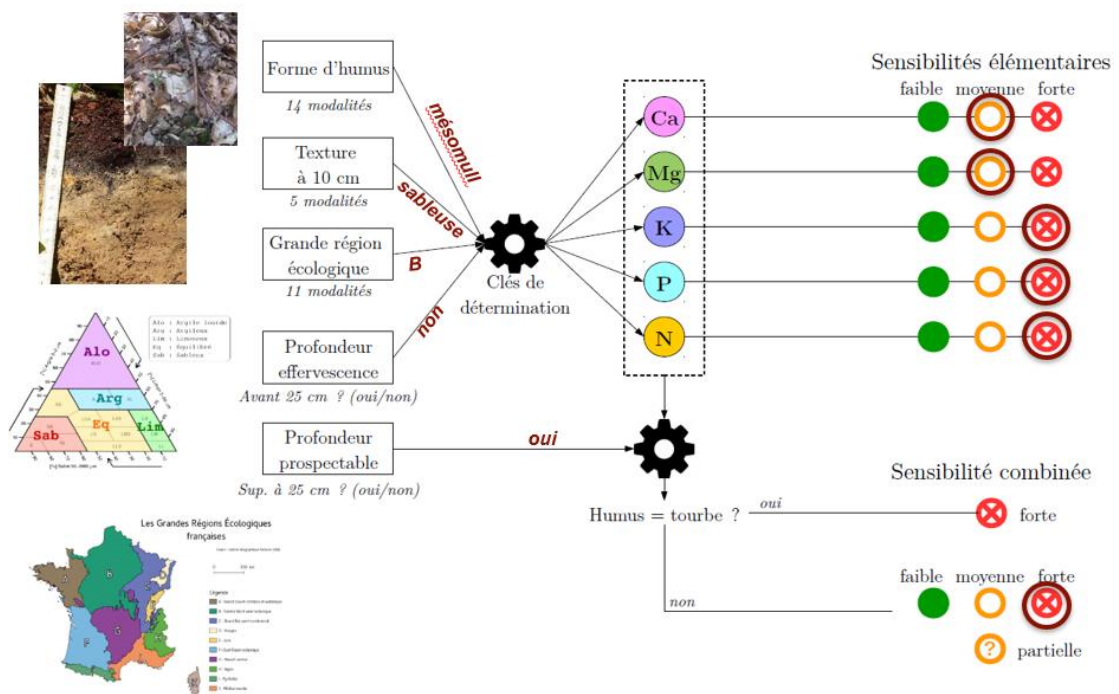 Forme d'humus
14 modalités
Texture
à 10 cm
5 modalités
Grande région
écologique
11 modalités
Profondeur
effervescence
Avant 25 cm ? (oui/non)
Profondeur
prospectable
Sup. à 25 cm ? (oui/non)
mésomull
sableuse
B
non
oui
Clés de
détermination
Ca
Mg
K
P
N
Sensibilités élémentaires
faible moyenne forte
Humus = tourbe ?
oui
non
Sensibilité combinée
forte
faible moyenne forte
partielle
Alo : Argile lourde
Arg : Argileux
Lim : Limoneux
Eq : Equilibré
Sab : Sableux
Alo
Arg
Sab
Eq
Lim
Les Grandes Régions Écologiques
françaises
Légende